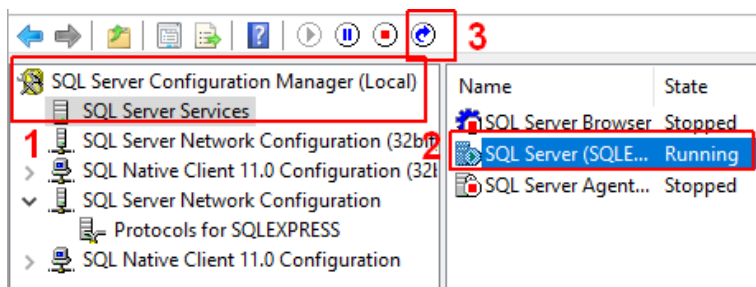 3
SQL Server Configuration Manager (Local)
SQL Server Services
1
SQL Server Network Configuration (32bit
SQL Native Client 11.0 Configuration (32b
SQL Server Network Configuration
Protocols for SQLEXPRESS
SQL Native Client 11.0 Configuration
Name State
SQL Server Browser Stopped
2
SQL Server (SQLE... Running
SQL Server Agent... Stopped